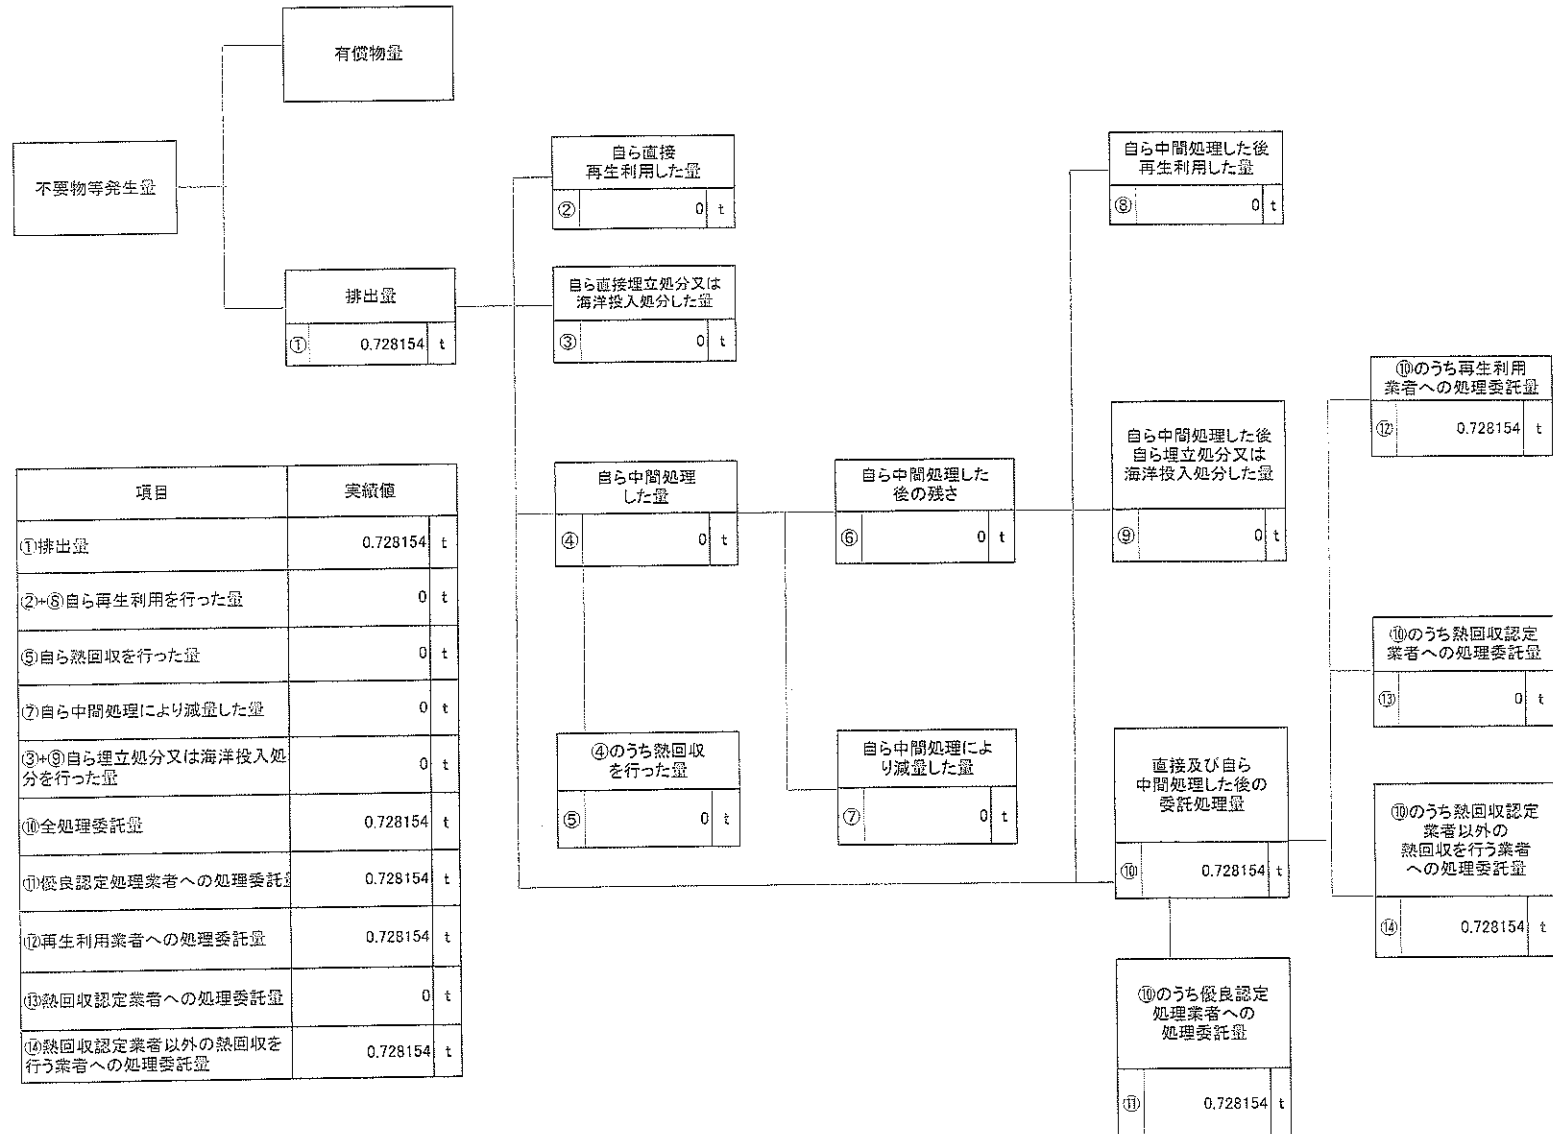 有償物量
不要物等発生量
排出量
① 0.728154 t
自ら直接
再生利用した量
② 0 t
自ら直接埋立処分又は
海洋投入処分した量
③ 0 t
自ら中間処理
した量
④ 0 t
④のうち熱回収
を行った量
⑤ 0 t
自ら中間処理した
後の残さ
⑥ 0 t
自ら中間処理によ
り減量した量
⑦ 0 t
自ら中間処理した後
再生利用した量
⑧ 0 t
自ら中間処理した後
自ら埋立処分又は
海洋投入処分した量
⑨ 0 t
直接及び自ら
中間処理した後の
委託処理量
⑩ 0.728154 t
⑩のうち優良認定
処理業者への
処理委託量
⑪ 0.728154 t
⑩のうち再生利用
業者への処理委託量
⑫ 0.728154 t
⑩のうち熱回収認定
業者への処理委託量
⑬ 0 t
⑩のうち熱回収認定
業者以外の
熱回収を行う業者
への処理委託量
⑭ 0.728154 t
項目 実績値
①排出量 0.728154 t
②+⑧自ら再生利用を行った量 0 t
⑤自ら熱回収を行った量 0 t
⑦自ら中間処理により減量した量 0 t
③+⑨自ら埋立処分又は海洋投入処
分を行った量 0 t
⑩全処理委託量 0.728154 t
⑪優良認定処理業者への処理委託 0.728154 t
⑫再生利用業者への処理委託量 0.728154 t
⑬熱回収認定業者への処理委託量 0 t
⑭熱回収認定業者以外の熱回収を
行う業者への処理委託量 0.728154 t